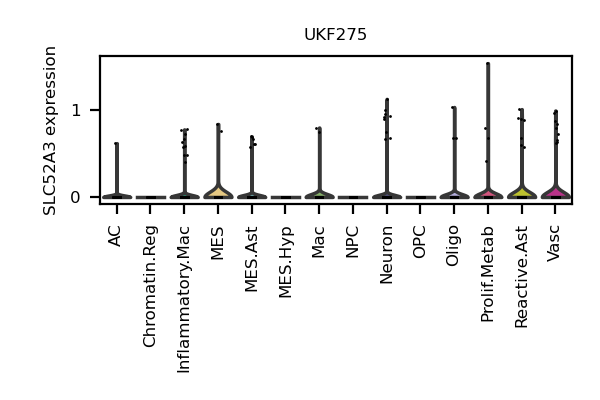 UKF275
SLC52A3 expression
1
0
AC
Chromatin.Reg
Inflammatory.Mac
MES
MES.Ast
MES.Hyp
Mac
NPC
Neuron
OPC
Oligo
Prolif.Metab
Reactive.Ast
Vasc